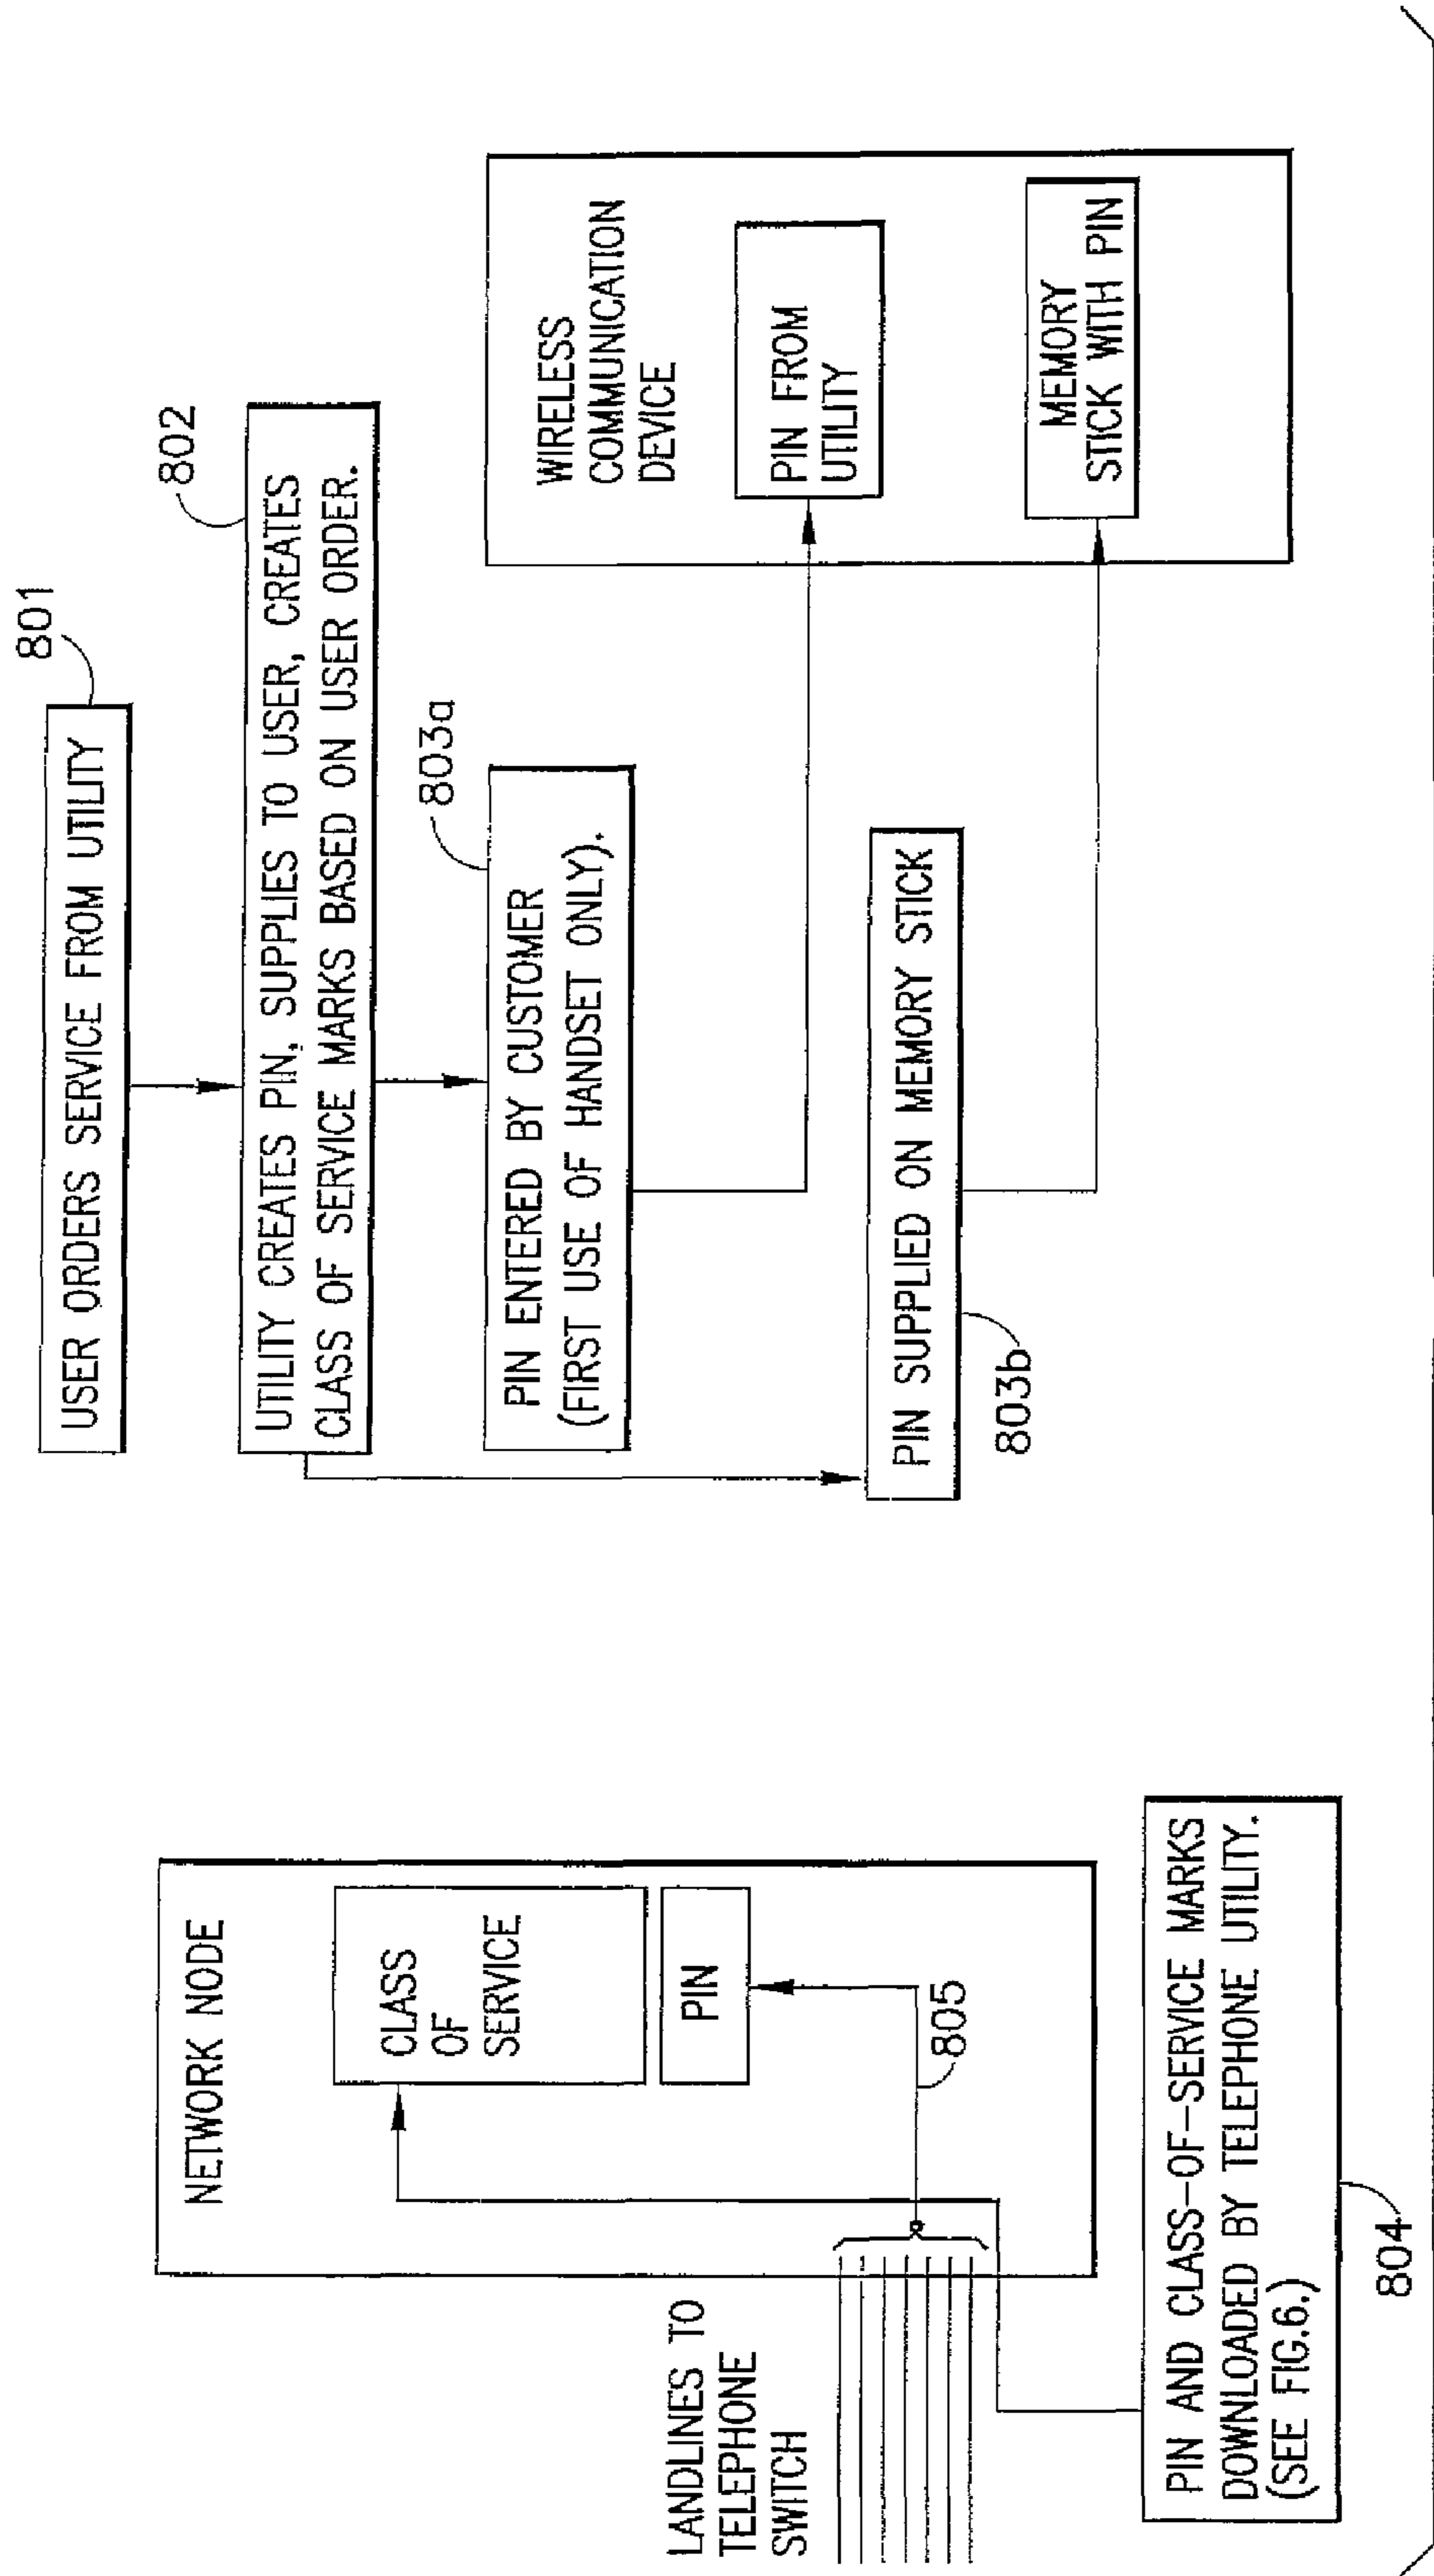 801
USER ORDERS SERVICE FROM UTILITY
802
UTILITY CREATES PIN, SUPPLIES TO USER, CREATES
CLASS OF SERVICE MARKS BASED ON USER ORDER.
803a
PIN ENTERED BY CUSTOMER
(FIRST USE OF HANDSET ONLY).
PIN SUPPLIED ON MEMORY STICK
803b
WIRELESS
COMMUNICATION
DEVICE
PIN FROM
UTILITY
MEMORY
STICK WITH PIN
NETWORK NODE
CLASS
OF
SERVICE
PIN
805
LANDLINES TO
TELEPHONE
SWITCH
PIN AND CLASS-OF-SERVICE MARKS
DOWNLOADED BY TELEPHONE UTILITY.
(SEE FIG.6.)
804